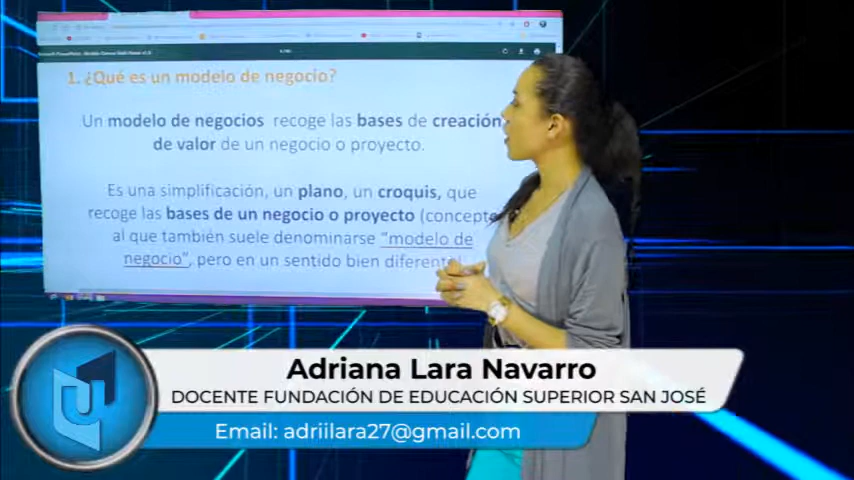 1. ¿Qué es un modelo de negocio?
Un modelo de negocios recoge las bases de creación
de valor de un negocio o proyecto.
Es una simplificación, un plano, un croquis, que
recoge las bases de un negocio o proyecto (concepto
al que también suele denominarse "modelo de
negocio", pero en un sentido bien diferente)
Adriana Lara Navarro
DOCENTE FUNDACIÓN DE EDUCACIÓN SUPERIOR SAN JOSÉ
Email: adriilara27@gmail.com